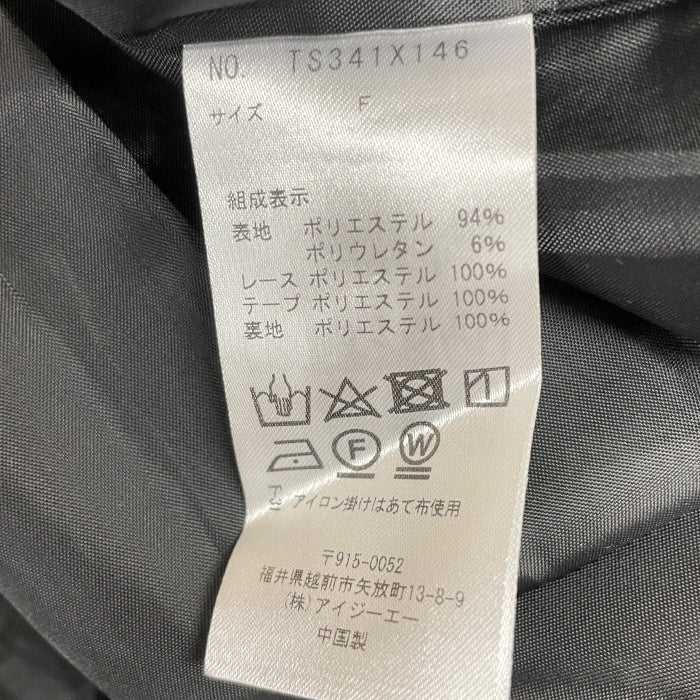 NO. TS341X146
サイズ F
組成表示
表地 ポリエステル 94%
ポリウレタン 6%
レース ポリエステル 100%
テープ ポリエステル 100%
裏地 ポリエステル 100%
F W
F-31 アイロン掛けはあて布使用
〒915-0052
福井県越前市矢放町13-8-9
(株)アイジーエー
中国製